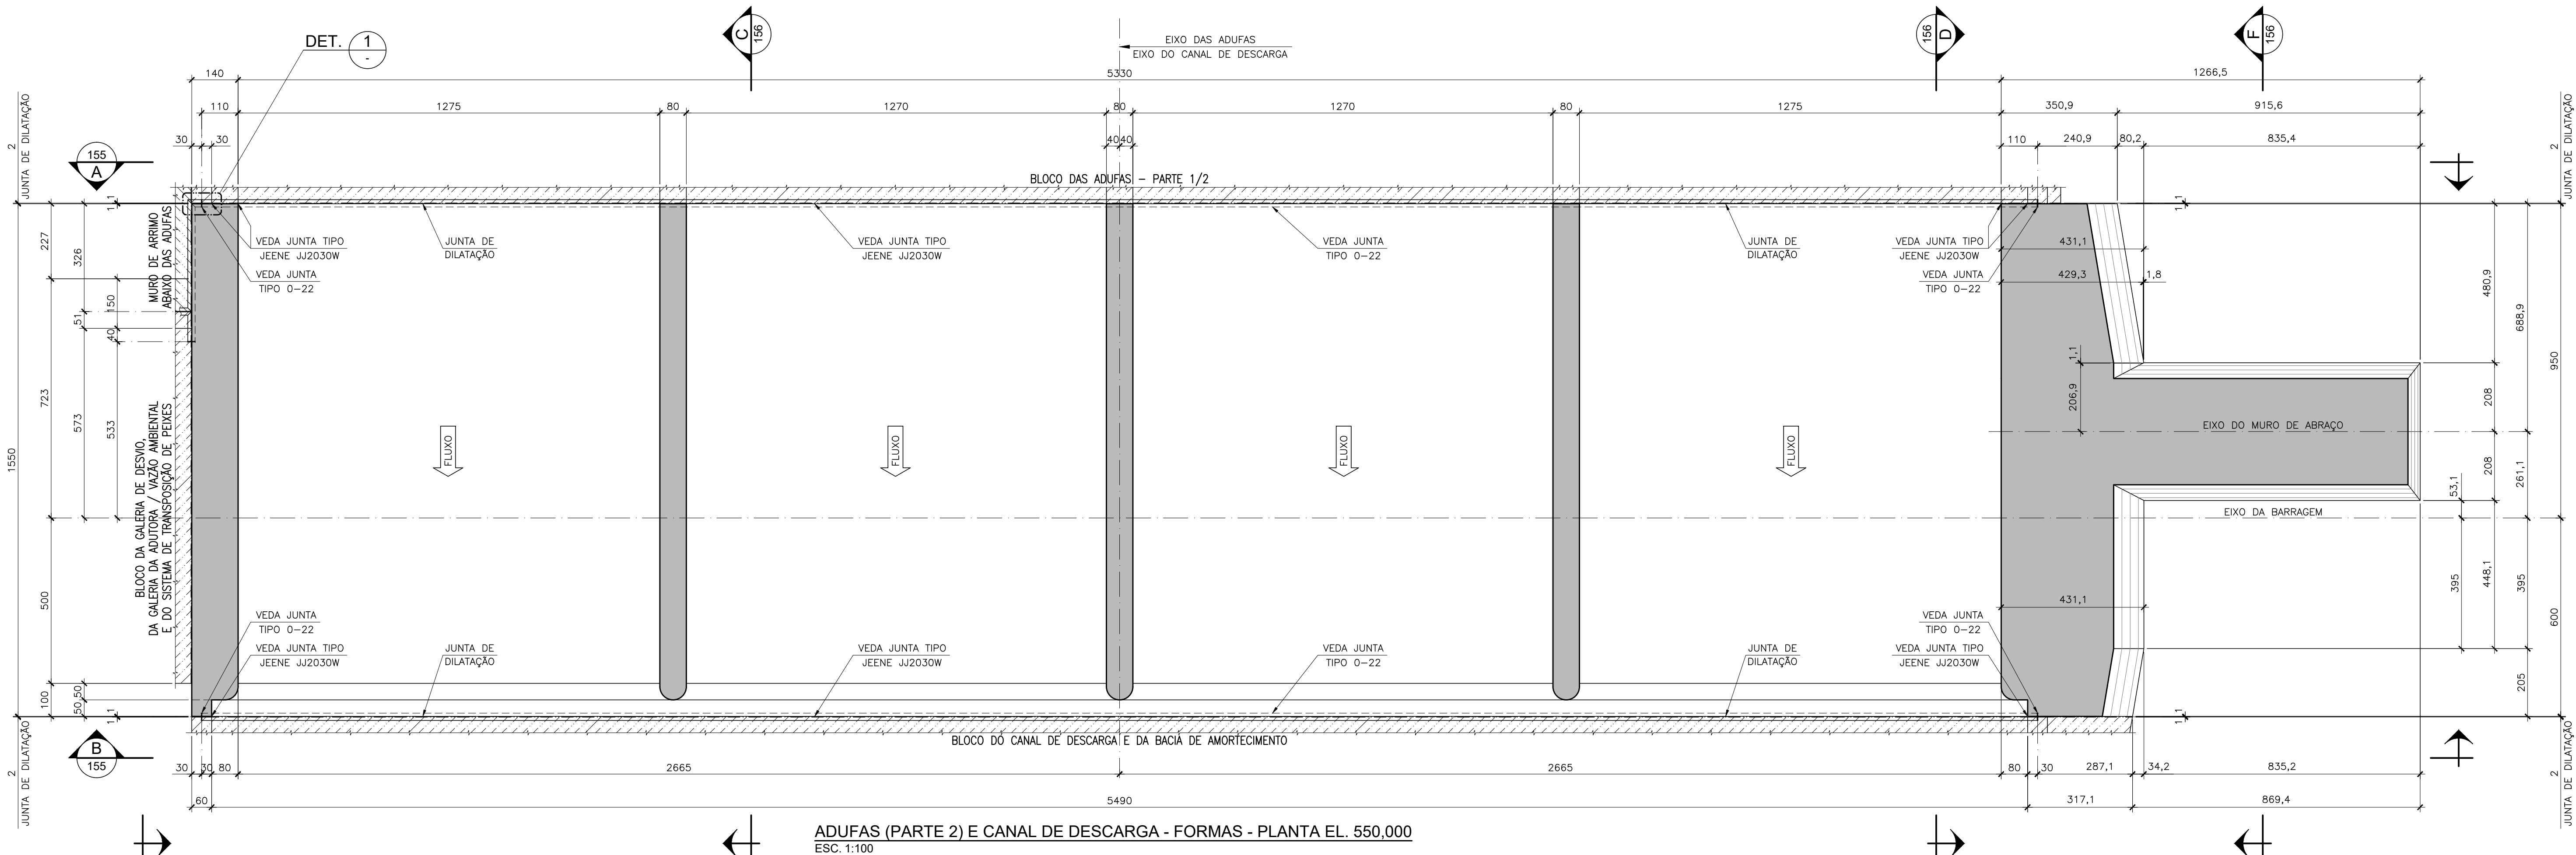 DET.
1
-
C
156
EIXO DAS ADUFAS
EIXO DO CANAL DE DESCARGA
156
D
F
156
140
5330
1266,5
110
1275
80
1270
80
1270
80
1275
350,9
915,6
30
30
40
40
110
240,9
80,2
835,4
2
JUNTA DE DILATAÇÃO
2
JUNTA DE DILATAÇÃO
155
A
BLOCO DAS ADUFAS – PARTE 1/2
1,1
1,1
MURO DE ARRIMO
ABAIXO DAS ADUFAS
227
326
150
51
40
VEDA JUNTA TIPO
JEENE JJ2030W
VEDA JUNTA
TIPO O-22
JUNTA DE
DILATAÇÃO
VEDA JUNTA TIPO
JEENE JJ2030W
VEDA JUNTA
TIPO O-22
JUNTA DE
DILATAÇÃO
VEDA JUNTA TIPO
JEENE JJ2030W
VEDA JUNTA
TIPO O-22
431,1
429,3
1,8
480,9
688,9
950
1,1
206,9
208
208
261,1
53,1
723
573
533
1550
500
BLOCO DA GALERIA DE DESVIO,
DA GALERIA DA ADUTORA / VAZÃO AMBIENTAL
E DO SISTEMA DE TRANSPOSIÇÃO DE PEIXES
FLUXO
FLUXO
FLUXO
FLUXO
EIXO DO MURO DE ABRAÇO
EIXO DA BARRAGEM
431,1
395
448,1
395
600
205
VEDA JUNTA
TIPO O-22
VEDA JUNTA TIPO
JEENE JJ2030W
JUNTA DE
DILATAÇÃO
VEDA JUNTA TIPO
JEENE JJ2030W
VEDA JUNTA
TIPO O-22
JUNTA DE
DILATAÇÃO
VEDA JUNTA
TIPO O-22
VEDA JUNTA TIPO
JEENE JJ2030W
100
50
50
1,1
1,1
BLOCO DO CANAL DE DESCARGA E DA BACIA DE AMORTECIMENTO
B
155
2
JUNTA DE DILATAÇÃO
2
JUNTA DE DILATAÇÃO
30
30
80
2665
2665
80
30
287,1
34,2
835,2
60
5490
317,1
869,4
ADUFAS (PARTE 2) E CANAL DE DESCARGA - FORMAS - PLANTA EL. 550,000
ESC. 1:100